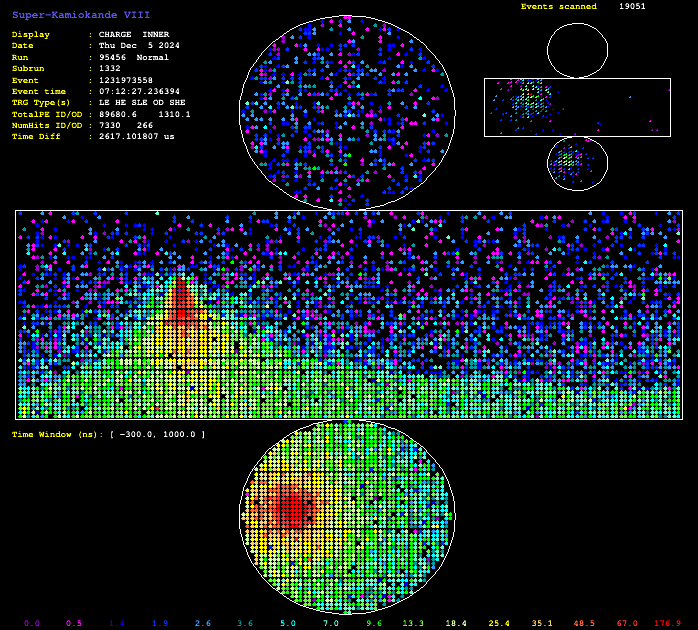 Super-Kamiokande VIII
Events scanned 19051
Display : CHARGE INNER
Date : Thu Dec 5 2024
Run : 95456 Normal
Subrun : 1332
Event : 1231973558
Event time : 07:12:27.236394
TRG Type(s) : LE HE SLE OD SHE
TotalPE ID/OD : 89680.6 1310.1
NumHits ID/OD : 7330 266
Time Diff : 2617.101807 us
Time Window (ns): [ -300.0, 1000.0 ]
0.0 0.5 1.4 1.9 2.6 3.6 5.0 7.0 9.6 13.3 18.4 25.4 35.1 48.5 67.0 176.9